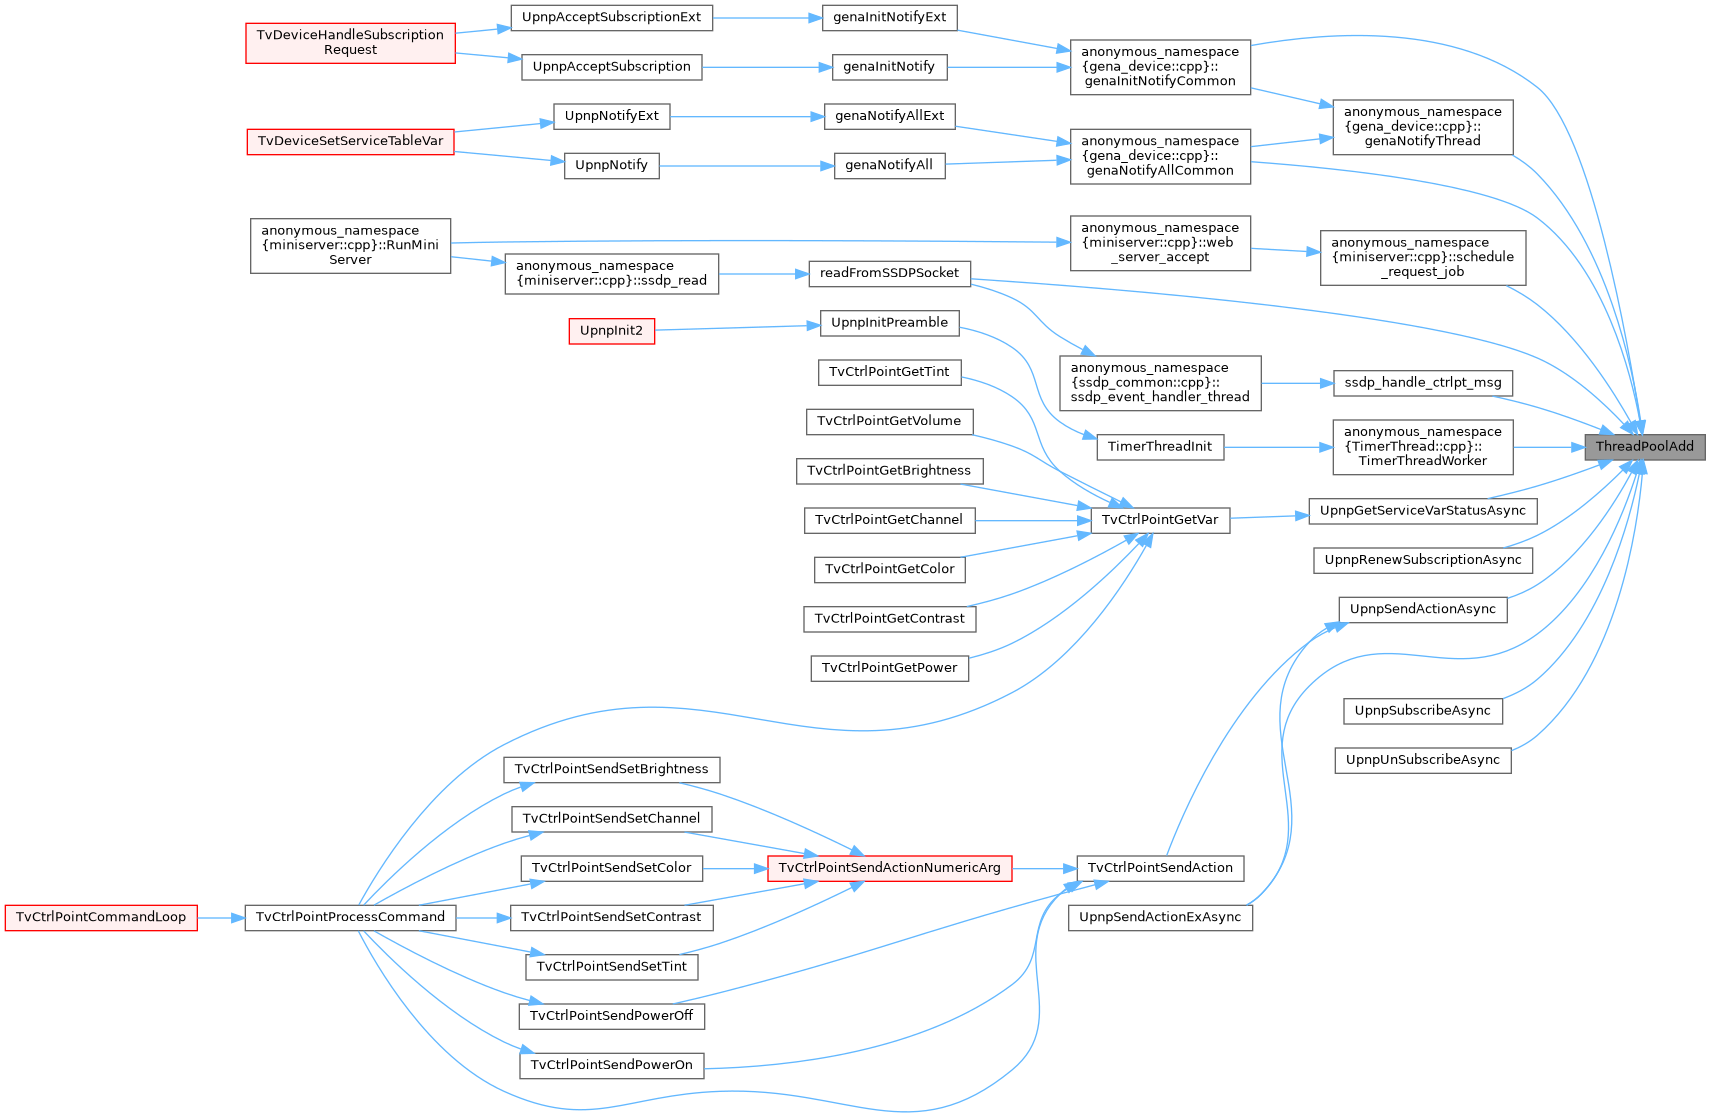 UpnpAcceptSubscriptionExt
genaInitNotifyExt
TvDeviceHandleSubscription
Request
UpnpAcceptSubscription
genaInitNotify
anonymous_namespace
{gena_device::cpp}::
genaInitNotifyCommon
UpnpNotifyExt
genaNotifyAllExt
anonymous_namespace
{gena_device::cpp}::
genaNotifyThread
TvDeviceSetServiceTableVar
UpnpNotify
genaNotifyAll
anonymous_namespace
{gena_device::cpp}::
genaNotifyAllCommon
anonymous_namespace
{miniserver::cpp}::RunMini
Server
anonymous_namespace
{miniserver::cpp}::ssdp_read
readFromSSDPSocket
anonymous_namespace
{miniserver::cpp}::web
_server_accept
anonymous_namespace
{miniserver::cpp}::schedule
_request_job
UpnpInit2
UpnpInitPreamble
TvCtrlPointGetTint
anonymous_namespace
{ssdp_common::cpp}::
ssdp_event_handler_thread
ssdp_handle_ctrlpt_msg
TvCtrlPointGetVolume
TimerThreadInit
anonymous_namespace
{TimerThread::cpp}::
TimerThreadWorker
ThreadPoolAdd
TvCtrlPointGetBrightness
TvCtrlPointGetChannel
TvCtrlPointGetVar
UpnpGetServiceVarStatusAsync
TvCtrlPointGetColor
UpnpRenewSubscriptionAsync
TvCtrlPointGetContrast
UpnpSendActionAsync
TvCtrlPointGetPower
UpnpSubscribeAsync
UpnpUnSubscribeAsync
TvCtrlPointSendSetBrightness
TvCtrlPointSendSetChannel
TvCtrlPointSendSetColor
TvCtrlPointSendActionNumericArg
TvCtrlPointSendAction
TvCtrlPointCommandLoop
TvCtrlPointProcessCommand
TvCtrlPointSendSetContrast
UpnpSendActionExAsync
TvCtrlPointSendSetTint
TvCtrlPointSendPowerOff
TvCtrlPointSendPowerOn